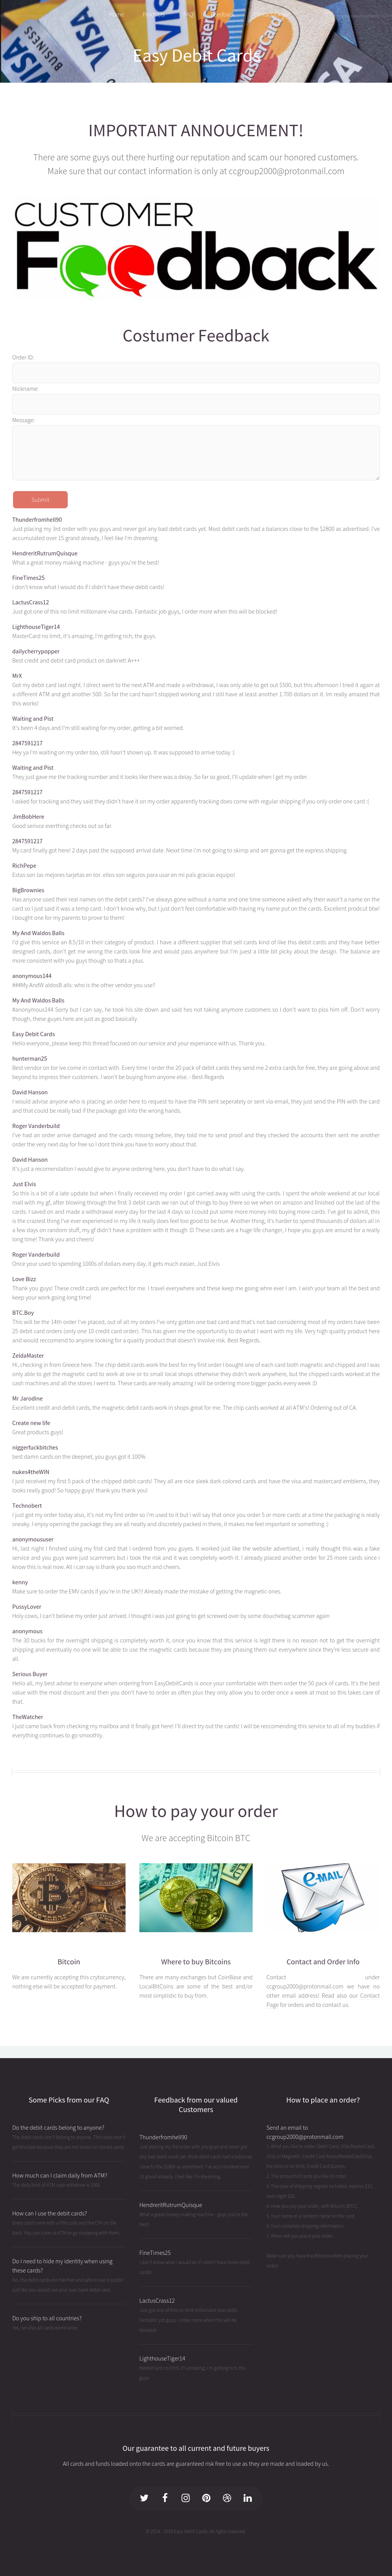 Home
FAQ
Easy Debit Cards
IMPORTANT ANNOUCEMENT!
There are some guys out there hurting our reputation and scam our honored customers.
Make sure that our contact information is only at ccgroup2000@protonmail.com
CUSTOMER
Feedback
Costumer Feedback
Order ID:
Nickname:
Message:
Submit
Thunderfromhell90
Just placing my 3rd order with you guys and never got any bad debit cards yet. Most debit cards had a balances close to the $2800 as advertised. I've
accumulated over 15 grand already, I feel like I'm dreaming.
HendreritRutrumQuisque
What a great money making machine - guys you're the best!
FineTimes25
I don't know what I would do if I didn't have these debit cards!
LactusCrass12
Just got one of this no limit millionaire visa cards. Fantastic job guys, I order more when this will be blocked!
LighthouseTiger14
MasterCard no limit, it's amazing, I'm getting rich, the guys.
dailycherrypopper
Best credit and debit card product on darknet! A+++
MrX
Got my debit card last night. I direct went to the next ATM and made a withdrawal, I was only able to get out $500, but this afternoon I tried it again at
a different ATM and got another 500. So far the card hasn't stopped working and I still have at least another 1.700 dollars on it. Im really amazed that
this works!
Waiting and Pist
It's been 4 days and I'm still waiting for my order, getting a bit worried.
2847591217
Hey ya I'm waiting on my order too, still hasn't shown up. It was supposed to arrive today :(
Waiting and Pist
They just gave me the tracking number and it looks like there was a delay. So far so good, I'll update when I get my order.
2847591217
I asked for tracking and they said they didn't have it on my order apparently tracking does come with regular shipping if you only order one card :(
JimBobHere
Good serivce everthing checks out so far.
2847591217
My card finally got here! 2 days past the supposed arrival date. Nexxt time i'm not going to skimp and am gonna get the express shipping
RichPepe
Estas son las mejores tarjetas en tor. ellos son seguros para usar en mi país gracias equipo!
BigBrownies
Has anyone used their real names on the debit cards? I've always gone without a name and one time someone asked why their wasn't a name on the
card so I just said it was a temp card. I don't know why, but I just don't feel comfortable with having my name put on the cards. Excellent prodcut btw!
I bought one for my parents to prove to them!
My And Waldos Balls
I'd give this service an 8.5/10 in their category of product. I have a different supplier that sell cards kind of like this debit cards and they have better
designed cards, don't get me wrong the cards look fine and would pass anywhere but I'm juest a little bit picky about the design. The balance are
more consistent with you guys though so thats a plus.
anonymous144
###My AndW aldosB alls: who is the other vendor you use?
My And Waldos Balls
#anonymous144 Sorry but I can say, he took his site down and said hes not taking anymore customers so I don't want to piss him off. Don't worry
though, these guyes here are just as good basically.
Easy Debit Cards
Hello everyone, please keep this thread focused on our service and your experiance with us. Thank you.
hunterman25
Best vendor on tor ive come in contact with. Every time I order the 20 pack of debit cards they send me 2 extra cards for free, they are going above and
beyond to impress their customers. I won't be buying from anyone else. - Best Regards
David Hanson
I would advise anyone who is placing an order here to request to have the PIN sent seperately or sent via email, they just send the PIN with the card
and that could be really bad if the package got into the wrong hands.
Roger Vanderbuild
I've had an order arrive damaged and the cards missing before, they told me to send proof and they checked the accounts then sent me another
order the very next day for free so I dont think you have to worry about that.
David Hanson
It's just a recomendation I would give to anyone ordering here, you don't have to do what I say.
Just Elvis
So this is a bit of a late update but when I finally receieved my order I got carried away with using the cards. I spent the whole weekend at our local
mall with my gf, after blowing through the first 3 debit cards we ran out of things to buy there so we when on amazon and finished out the last of the
cards. I saved on and made a withdrawal every day for the last 4 days so I could put some more money into buying more cards. I've got to admit, this
is the craziest thing I've ever experienced in my life it really does feel too good to be true. Another thing, it's harder to spend thousands of dollars all in
a few days on random stuff, my gf didn't have a problem with it though :D These cards are a huge life changer, I hope you guys are around for a really
long time! Thank you and cheers!
Roger Vanderbuild
Once your used to spending 1000s of dollars every day, it gets much easier, Just Elvis
Love Bizz
Thank you guys! These credit cards are perfect for me. I travel everywhere and these keep me going whre ever I am. I wish your team all the best and
keep your work going long time!
BTC.Boy
This will be the 14th order I've placed, out of all my orders I've only gotten one bad card and that's not bad considering most of my orders have been
25 debit card orders (only one 10 credit card order). This has given me the opportunity to do what I want with my life. Very high quality product here
and would recommend to anyone looking for a quality product that doesn't involve risk. Best Regards,
ZeldaMaster
Hi, checking in from Greece here. The chip debit cards work the best for my first order I bought one of each card both magnetic and chipped and I was
only able to get the magnetic card to work at one or to small local shops otherwise they didn't work anywhere, but the chipped cards worked at the
cash machines and all the stores I went to. These cards are really amazing I will be ordering more bigger packs every week :D
Mr Jarodine
Excellent credit and debit cards, the magnetic debit cards work in shops great for me. The chip cards worked at all ATM's! Ordering out of CA.
Create new life
Great products guys!
niggerfuckbitches
best damn cards on the deepnet, you guys got it 100%
nukes4theWIN
I just received my first 5 pack of the chipped debit cards! They all are nice sleek dark colored cards and have the visa and mastercard emblems, they
looks really good! So happy guys! thank you thank you!
Technobert
I just got my order today also, it's not my first order so i'm used to it but I will say that once you order 5 or more cards at a time the packaging is really
sneaky. I enjoy opening the package they are all neatly and discretely packed in there, it makes me feel important or something :)
anonymoususer
Hi, last night I finshed using my frist card that i ordered from you guyes. It worked just like the website advertised, i really thought this was a fake
service and you guys were just scammers but I took the risk and it was completely worth it. I already placed another order for 25 more cards since i
know this is real now. All i can say is thank you soo much and cheers.
kenny
Make sure to order the EMV cards if you're in the UK!!! Already made the mistake of getting the magnetic ones.
PussyLover
Holy cows, I can't believe my order just arrived. I thought i was just going to get screwed over by some douchebag scammer again
anonymous
The 30 bucks for the overnight shipping is completely worth it, once you know that this service is legit there is no reason not to get the overnight
shipping and eventually no one will be able to use the magnetic cards because they are phasing them out everywhere since they're less secure and
all.
Serious Buyer
Hello all, my best advise to everyone when ordering from EasyDebitCards is once your comfortable with them order the 50 pack of cards. It's the best
value with the most discount and then you don't have to order as often plus they only allow you to order once a week at most so this takes care of
that.
TheWatcher
I just came back from checking my mailbox and it finally got here! I'll direct try out the cards! I will be reccomending this service to all of my buddies if
everything continues to go smoothly.
How to pay your order
We are accepting Bitcoin BTC
E-MAIL
Bitcoin
We are currently accepting this crytocurrency,
nothing else will be accepted for payment.
Where to buy Bitcoins
There are many exchanges but CoinBase and
LocalBitCoins are some of the best and/or
most simplistic to buy from.
Contact and Order Info
Contact under
ccgroup2000@protonmail.com we have no
other email address! Read also our Contact
Page for orders and to contact us.
Some Picks from our FAQ
Do the debit cards belong to anyone?
How much can I claim daily from ATM?
How can I use the debit cards?
Do I need to hide my identity when using
these cards?
Do you ship to all countries?
Feedback from our valued
Customers
Thunderfromhell90
HendreritRutrumQuisque
FineTimes25
LactusCrass12
LighthouseTiger14
How to place an order?
Send an email to
ccgroup2000@protonmail.com
Our guarantee to all current and future buyers
All cards and funds loaded onto the cards are guaranteed risk free to use as they are made and loaded by us.